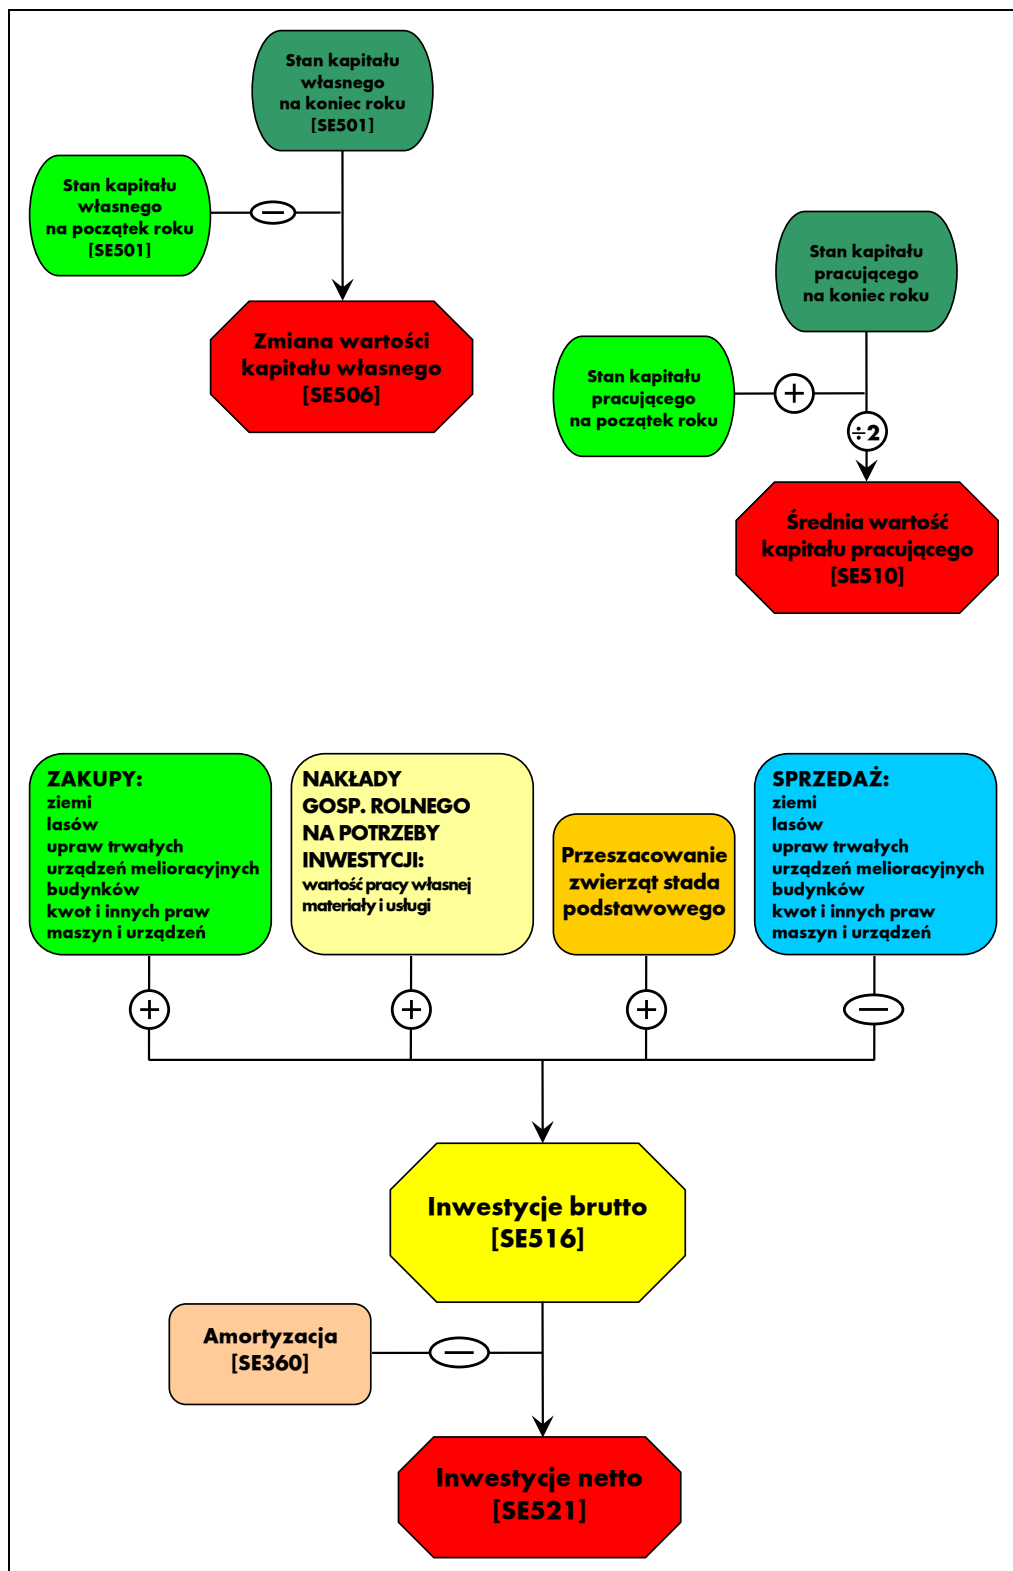 Stan kapitału
własnego
na koniec roku
[SE501]
Stan kapitału
własnego
na początek roku
[SE501]
Zmiana wartości
kapitału własnego
[SE506]
Stan kapitału
pracującego
na koniec roku
Stan kapitału
pracującego
na początek roku
÷2
Średnia wartość
kapitału pracującego
[SE510]
ZAKUPY:
ziemi
lasów
upraw trwałych
urządzeń melioracyjnych
budynków
kwot i innych praw
maszyn i urządzeń
NAKŁADY
GOSP. ROLNEGO
NA POTRZEBY
INWESTYCJI:
wartość pracy własnej
materiały i usługi
Przeszacowanie
zwierząt stada
podstawowego
SPRZEDAŻ:
ziemi
lasów
upraw trwałych
urządzeń melioracyjnych
budynków
kwot i innych praw
maszyn i urządzeń
Inwestycje brutto
[SE516]
Amortyzacja
[SE360]
Inwestycje netto
[SE521]